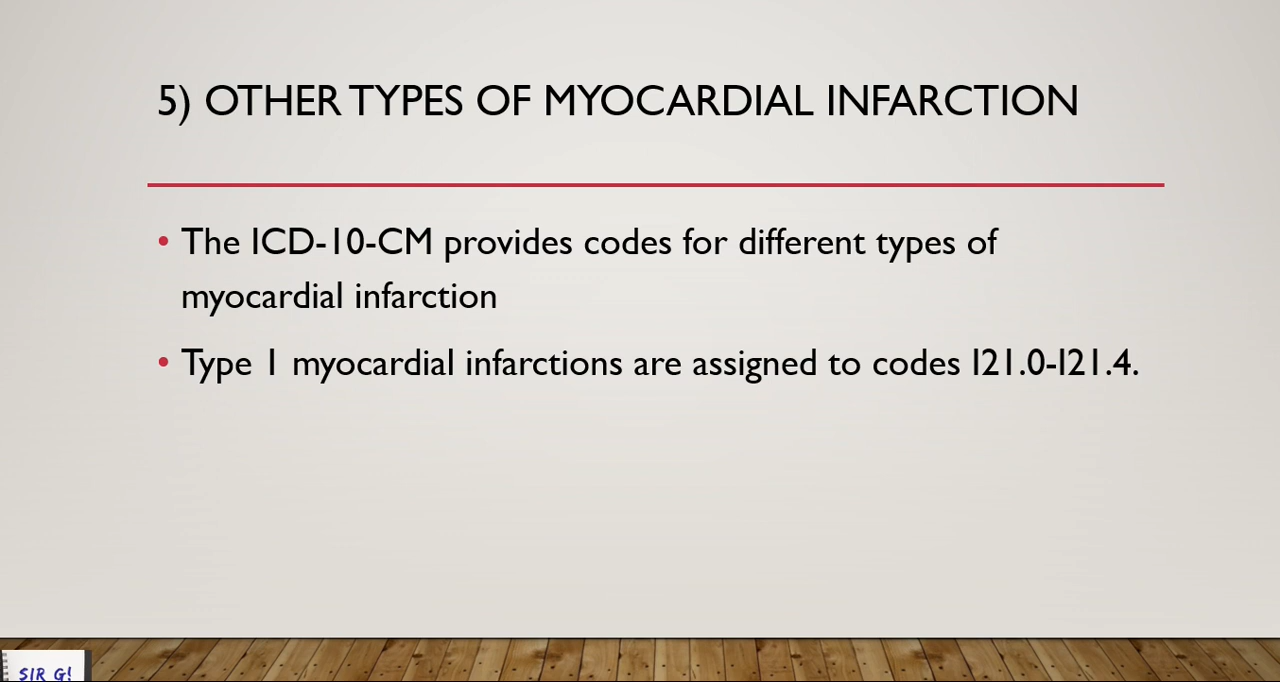 5) OTHER TYPES OF MYOCARDIAL INFARCTION
• The ICD-10-CM provides codes for different types of
myocardial infarction
• Type 1 myocardial infarctions are assigned to codes I21.0-I21.4.
SIR G!